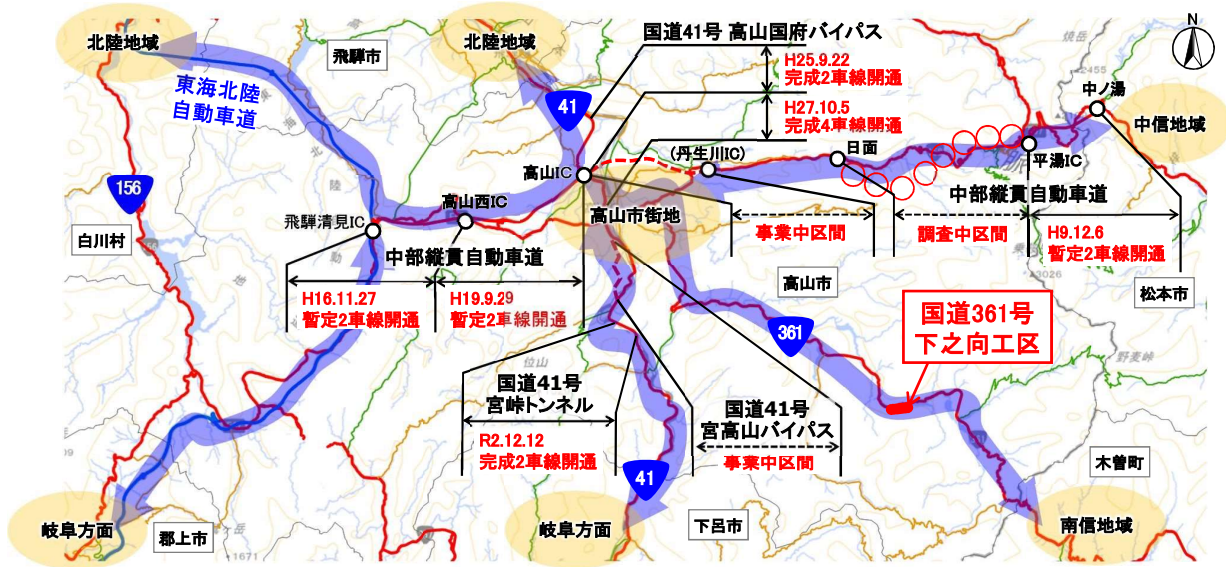 北陸地域
飛騨市
北陸地域
国道41号 高山国府バイパス
H25.9.22
完成2車線開通
H27.10.5
完成4車線開通
N
焼岳
2455
中ノ湯
中信地域
東海北陸
自動車道
41
156
白川村
飛騨清見IC
高山西IC
高山IC
(丹生川IC)
日面
平湯IC
高山市街地
中部縦貫自動車道
中部縦貫自動車道
事業中区間
調査中区間
H9.12.6
暫定2車線開通
H16.11.27
暫定2車線開通
H19.9.29
暫定2車線開通
高山市
3026
松本市
361
国道361号
下之向工区
野麦峠
位山
国道41号
宮峠トンネル
R2.12.12
完成2車線開通
国道41号
宮高山バイパス
事業中区間
41
木曽町
岐阜方面
郡上市
1671
岐阜方面
下呂市
南信地域